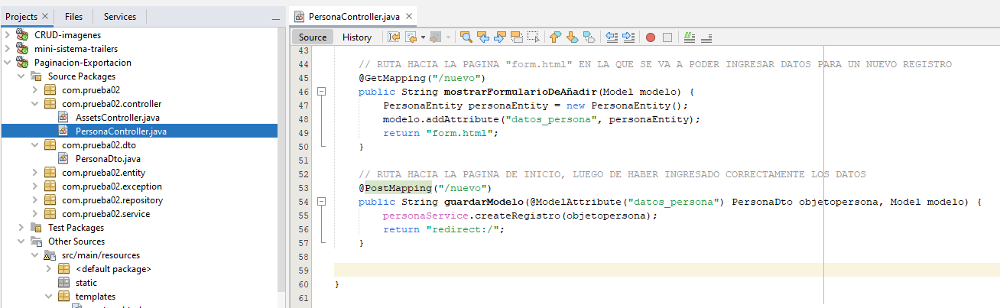 Projects
Files
Services
CRUD-imagenes
mini-sistema-trailers
Paginacion-Exportacion
Source Packages
com.prueba02
com.prueba02.controller
AssetsController.java
PersonaController.java
com.prueba02.dto
PersonaDto.java
com.prueba02.entity
com.prueba02.exception
com.prueba02.repository
com.prueba02.service
Test Packages
Other Sources
src/main/resources
<default package>
static
templates
PersonaController.java
Source
History
43
44 // RUTA HACIA LA PAGINA "form.html" EN LA QUE SE VA A PODER INGRESAR DATOS PARA UN NUEVO REGISTRO
45 @GetMapping("/nuevo")
46 public String mostrarFormularioDeAñadir(Model modelo) {
47 PersonaEntity personaEntity = new PersonaEntity();
48 modelo.addAttribute("datos_persona", personaEntity);
49 return "form.html";
50 }
51
52 // RUTA HACIA LA PAGINA DE INICIO, LUEGO DE HABER INGRESADO CORRECTAMENTE LOS DATOS
53 @PostMapping("/nuevo")
54 public String guardarModelo(@ModelAttribute("datos_persona") PersonaDto objetopersona, Model modelo) {
55 personaService.createRegistro(objetopersona);
56 return "redirect:/";
57 }
58
59
60 }
61